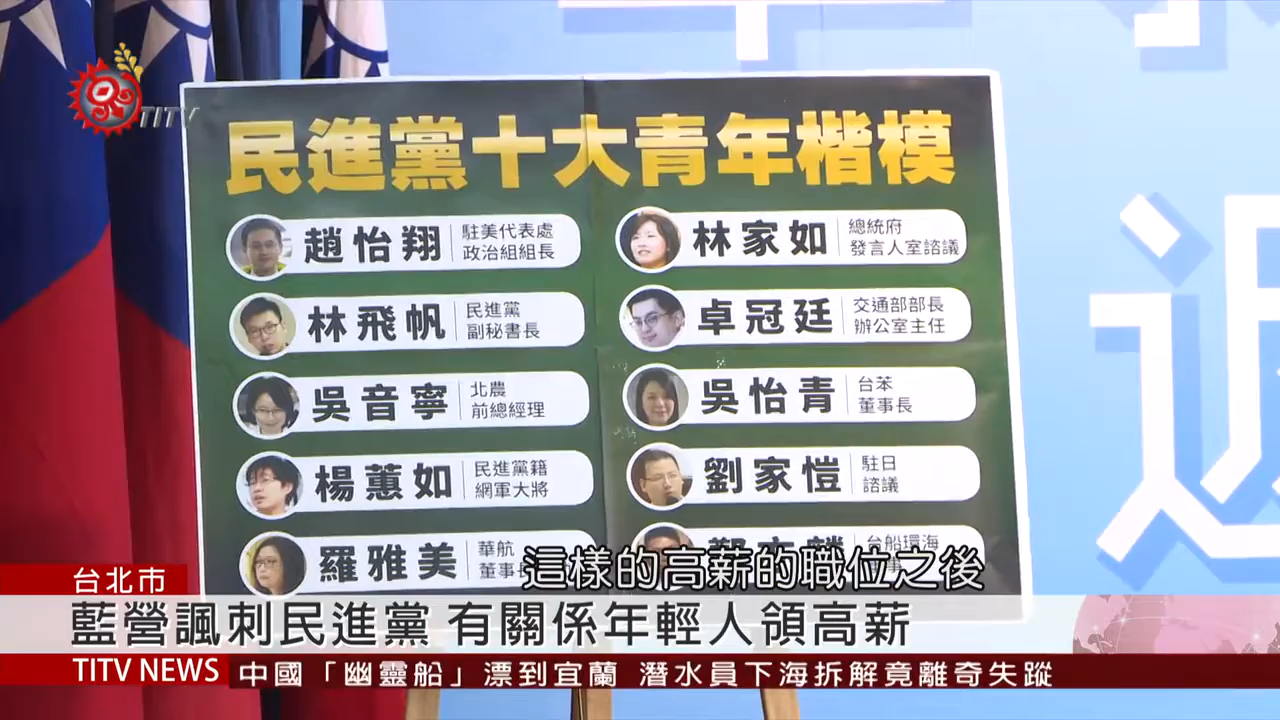 TITV
民進黨十大青年楷模
趙怡翔 駐美代表處
政治組組長
林家如 總統府
發言人室諮議
林飛帆 民進黨
副秘書長
卓冠廷 交通部部長
辦公室主任
吳音寧 北農
前總經理
吳怡青 台苯
董事長
楊蕙如 民進黨籍
網軍大將
劉家愷 駐日
諮議
羅雅美 華航
董事
台船環海
這樣的高薪的職位之後
台北市
藍營諷刺民進黨 有關係年輕人領高薪
TITV NEWS 中國「幽靈船」漂到宜蘭 潛水員下海拆解竟離奇失蹤